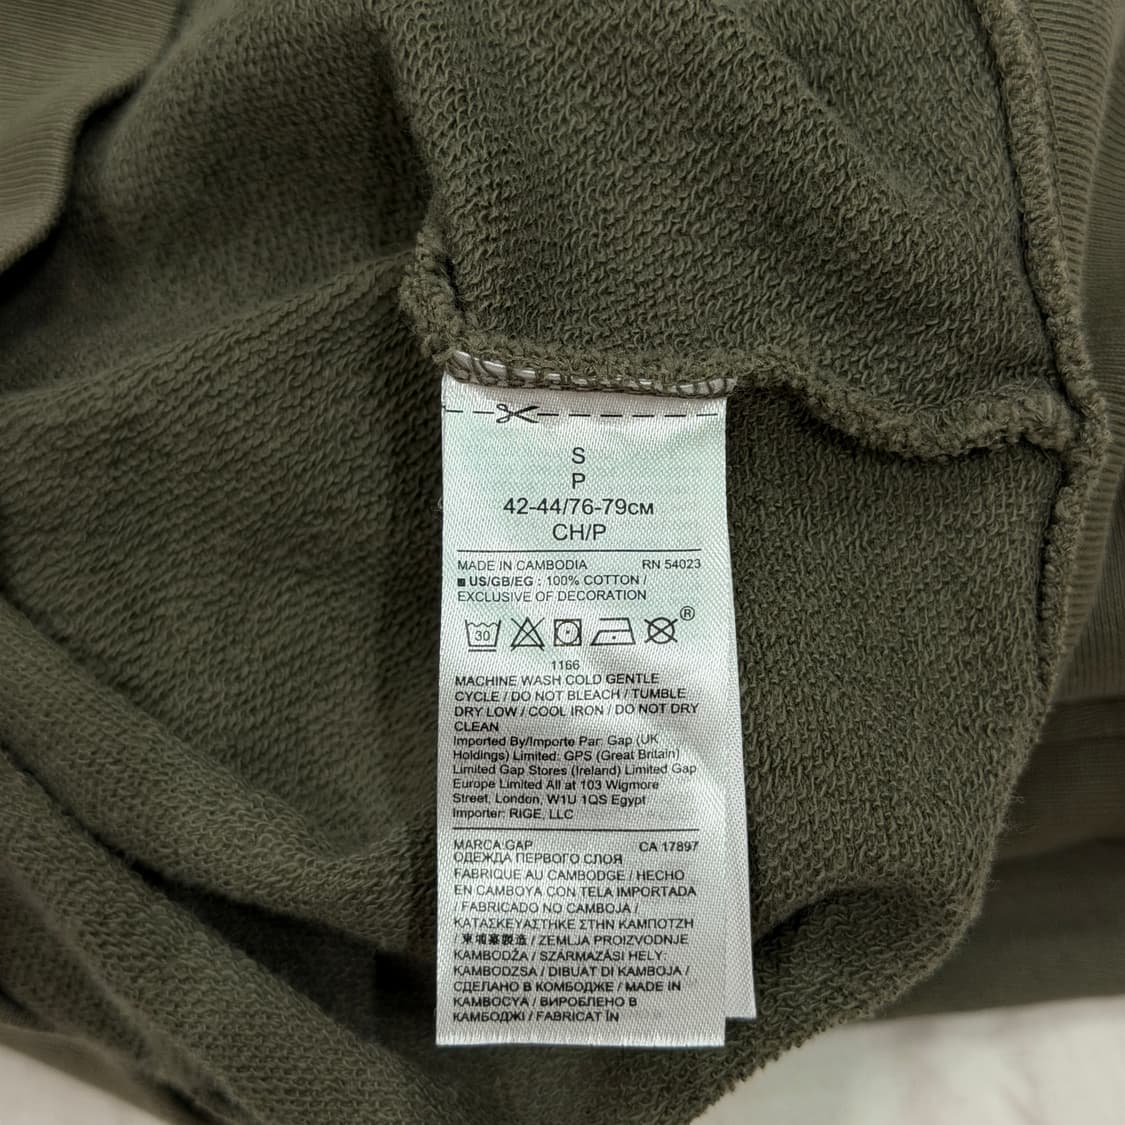 S
P
42-44/76-79см
CH/P
MADE IN CAMBODIA RN 54023
US/GB/EG : 100% COTTON /
EXCLUSIVE OF DECORATION
30 ®
1166
MACHINE WASH COLD GENTLE
CYCLE / DO NOT BLEACH / TUMBLE
DRY LOW / COOL IRON / DO NOT DRY
CLEAN
Imported By/Importe Par: Gap (UK
Holdings) Limited: GPS (Great Britain)
Limited Gap Stores (Ireland) Limited Gap
Europe Limited All at 103 Wigmore
Street, London, W1U 1QS Egypt
Importer: RIGE, LLC
MARCA:GAP CA 17897
ОДЕЖДА ПЕРВОГО СЛОЯ
FABRIQUE AU CAMBODGE / HECHO
EN CAMBOYA CON TELA IMPORTADA
/ FABRICADO NO CAMBOJA /
ΚΑΤΑΣΚΕΥΑΣΤΗΚΕ ΣΤΗΝ ΚΑΜΠΟΤΖΗ
/ 柬埔寨製造 / ZEMLJA PROIZVODNJE
KAMBODŽA / SZÁRMAZÁSI HELY:
KAMBODZSA / DIBUAT DI KAMBOJA /
СДЕЛАНО В КОМБОДЖЕ / MADE IN
KAMBOÇYA / ВИРОБЛЕНО В
КАМБОДЖІ / FABRICAT ÎN